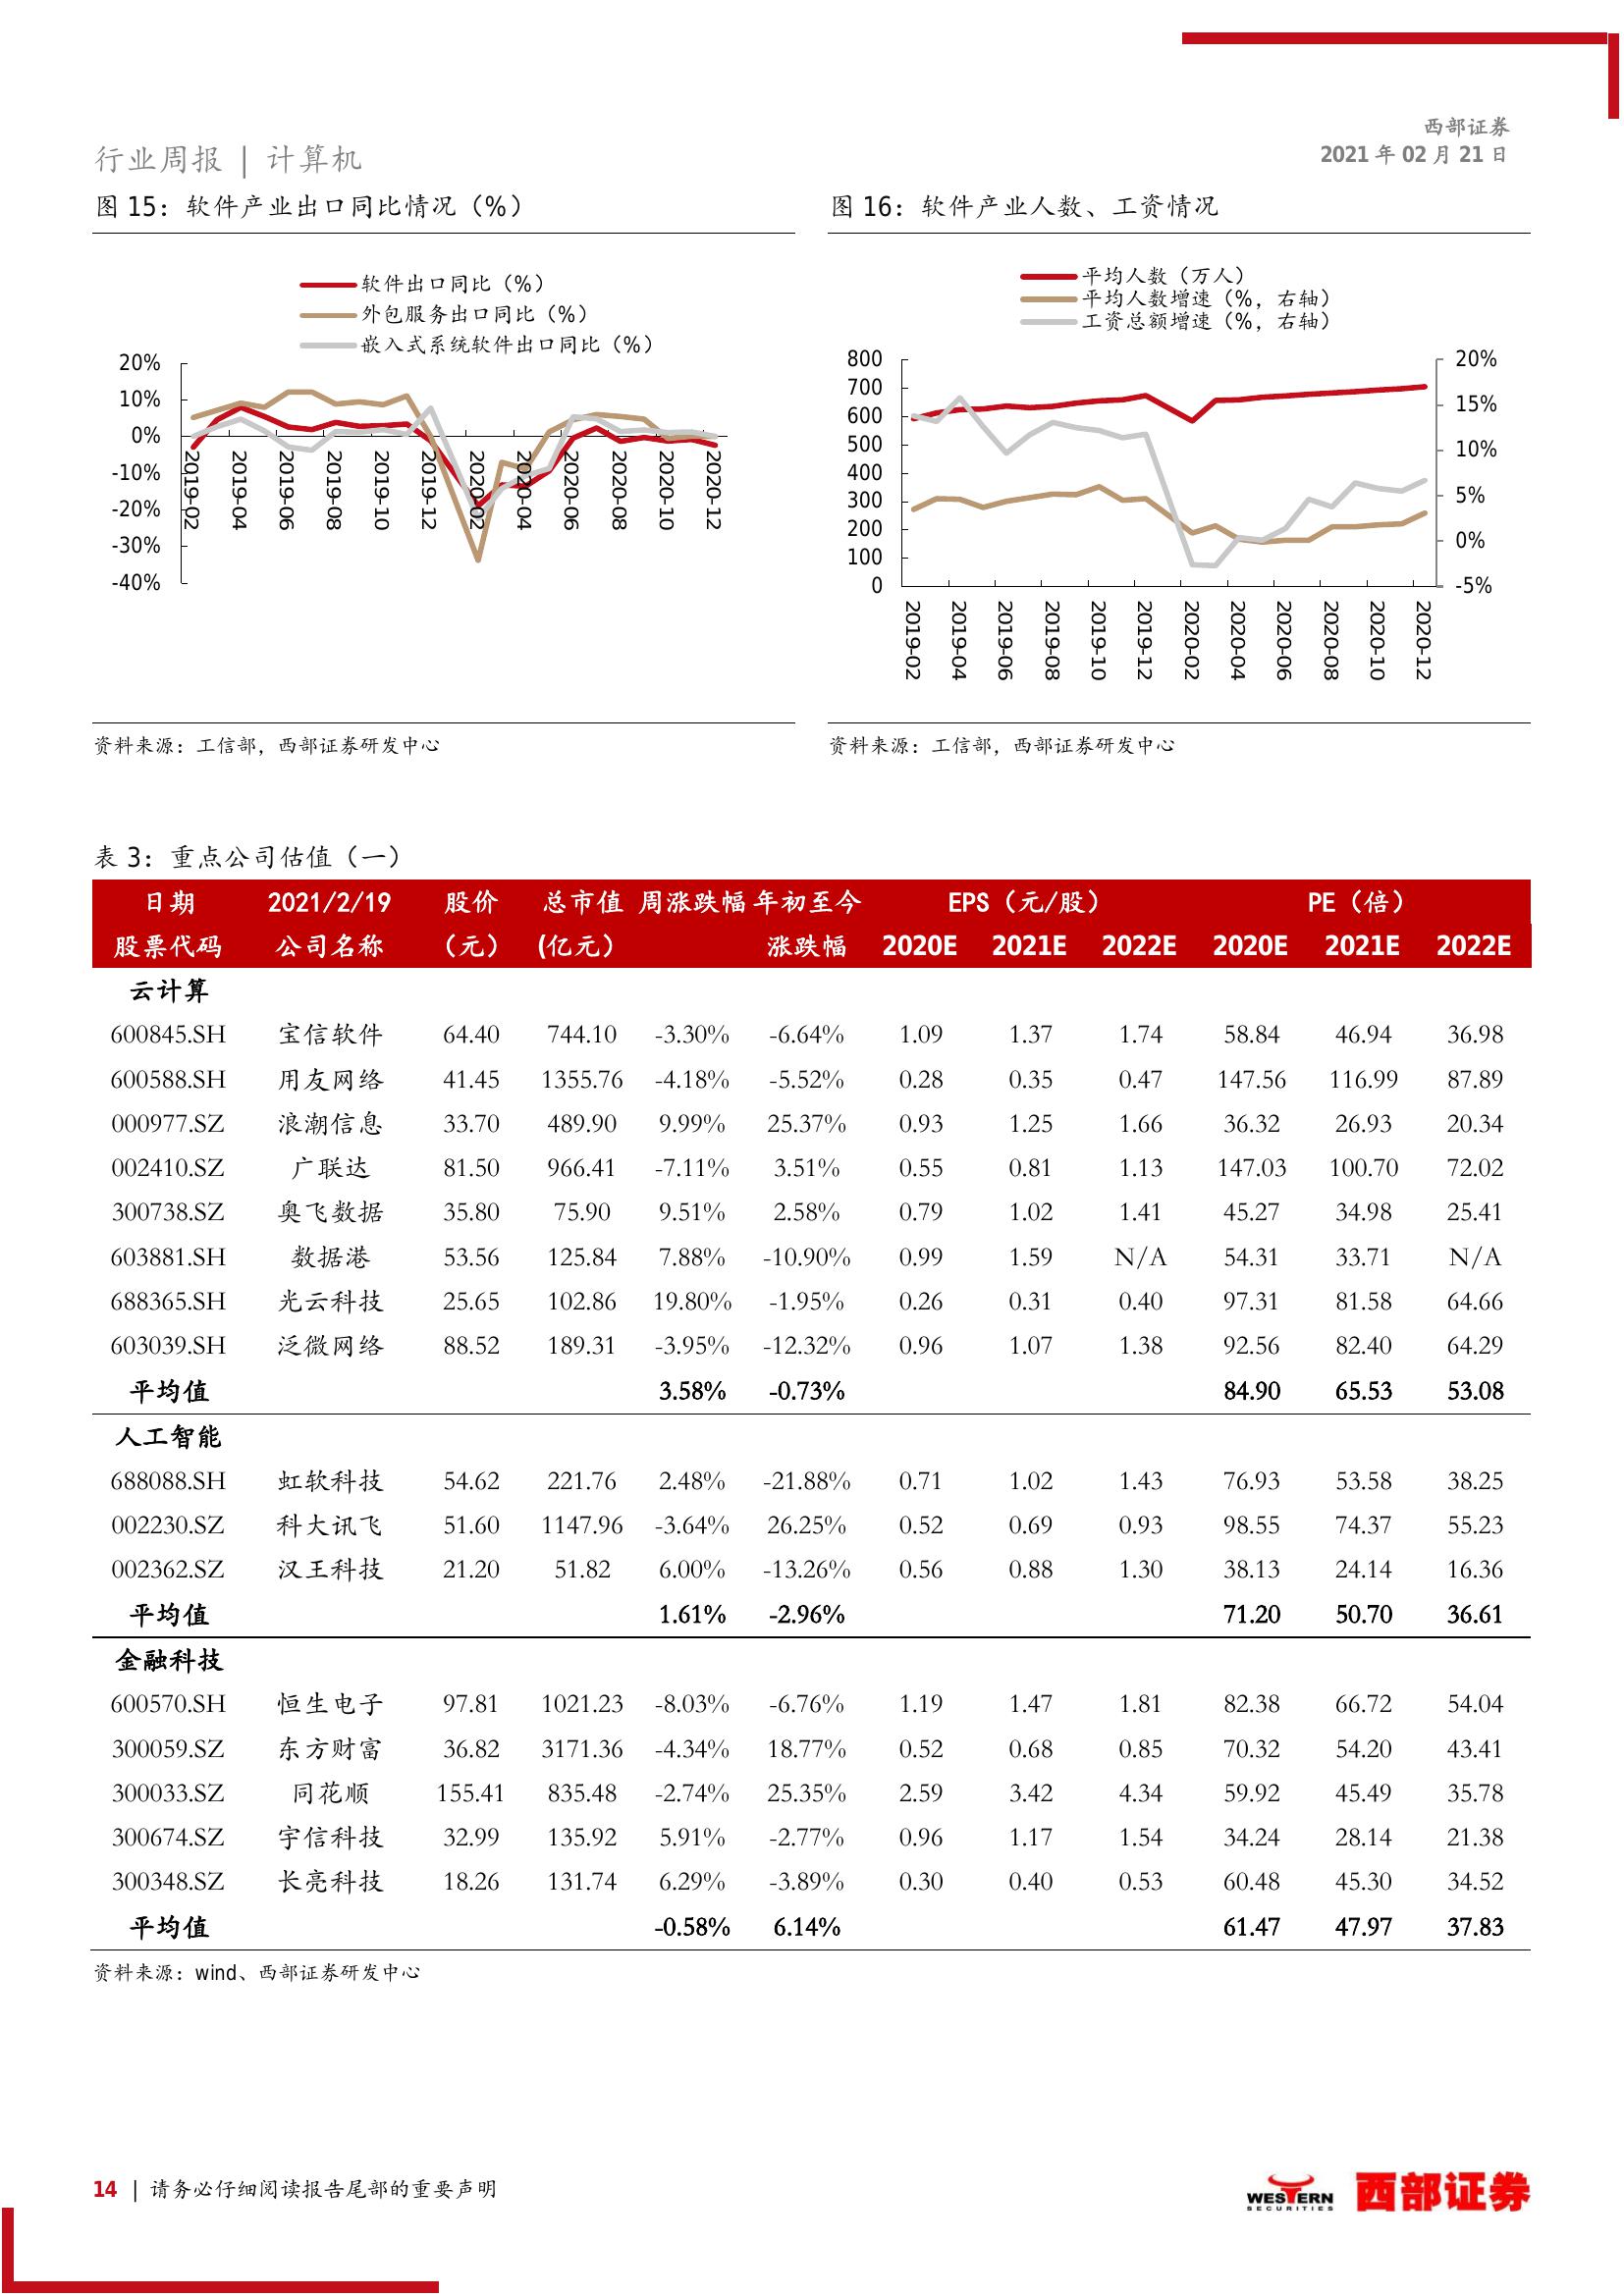 西部证券
2021 年 02 月 21 日
行业周报 | 计算机
图 15：软件产业出口同比情况（%）
软件出口同比（%）
外包服务出口同比（%）
嵌入式系统软件出口同比（%）
20%
10%
0%
-10%
-20%
-30%
-40%
2019-02
2019-04
2019-06
2019-08
2019-10
2019-12
2020-02
2020-04
2020-06
2020-08
2020-10
2020-12
资料来源：工信部，西部证券研发中心
图 16：软件产业人数、工资情况
平均人数（万人）
平均人数增速（%，右轴）
工资总额增速（%，右轴）
800
700
600
500
400
300
200
100
0
20%
15%
10%
5%
0%
-5%
2019-02
2019-04
2019-06
2019-08
2019-10
2019-12
2020-02
2020-04
2020-06
2020-08
2020-10
2020-12
资料来源：工信部，西部证券研发中心
表 3：重点公司估值（一）
日期 2021/2/19 股价 总市值 周涨跌幅 年初至今 EPS（元/股） PE（倍）
股票代码 公司名称 （元） (亿元） 涨跌幅 2020E 2021E 2022E 2020E 2021E 2022E
云计算
600845.SH 宝信软件 64.40 744.10 -3.30% -6.64% 1.09 1.37 1.74 58.84 46.94 36.98
600588.SH 用友网络 41.45 1355.76 -4.18% -5.52% 0.28 0.35 0.47 147.56 116.99 87.89
000977.SZ 浪潮信息 33.70 489.90 9.99% 25.37% 0.93 1.25 1.66 36.32 26.93 20.34
002410.SZ 广联达 81.50 966.41 -7.11% 3.51% 0.55 0.81 1.13 147.03 100.70 72.02
300738.SZ 奥飞数据 35.80 75.90 9.51% 2.58% 0.79 1.02 1.41 45.27 34.98 25.41
603881.SH 数据港 53.56 125.84 7.88% -10.90% 0.99 1.59 N/A 54.31 33.71 N/A
688365.SH 光云科技 25.65 102.86 19.80% -1.95% 0.26 0.31 0.40 97.31 81.58 64.66
603039.SH 泛微网络 88.52 189.31 -3.95% -12.32% 0.96 1.07 1.38 92.56 82.40 64.29
平均值 3.58% -0.73% 84.90 65.53 53.08
人工智能
688088.SH 虹软科技 54.62 221.76 2.48% -21.88% 0.71 1.02 1.43 76.93 53.58 38.25
002230.SZ 科大讯飞 51.60 1147.96 -3.64% 26.25% 0.52 0.69 0.93 98.55 74.37 55.23
002362.SZ 汉王科技 21.20 51.82 6.00% -13.26% 0.56 0.88 1.30 38.13 24.14 16.36
平均值 1.61% -2.96% 71.20 50.70 36.61
金融科技
600570.SH 恒生电子 97.81 1021.23 -8.03% -6.76% 1.19 1.47 1.81 82.38 66.72 54.04
300059.SZ 东方财富 36.82 3171.36 -4.34% 18.77% 0.52 0.68 0.85 70.32 54.20 43.41
300033.SZ 同花顺 155.41 835.48 -2.74% 25.35% 2.59 3.42 4.34 59.92 45.49 35.78
300674.SZ 宇信科技 32.99 135.92 5.91% -2.77% 0.96 1.17 1.54 34.24 28.14 21.38
300348.SZ 长亮科技 18.26 131.74 6.29% -3.89% 0.30 0.40 0.53 60.48 45.30 34.52
平均值 -0.58% 6.14% 61.47 47.97 37.83
资料来源：wind、西部证券研发中心
14 | 请务必仔细阅读报告尾部的重要声明
WESTERN
SECURITIES
西部证券